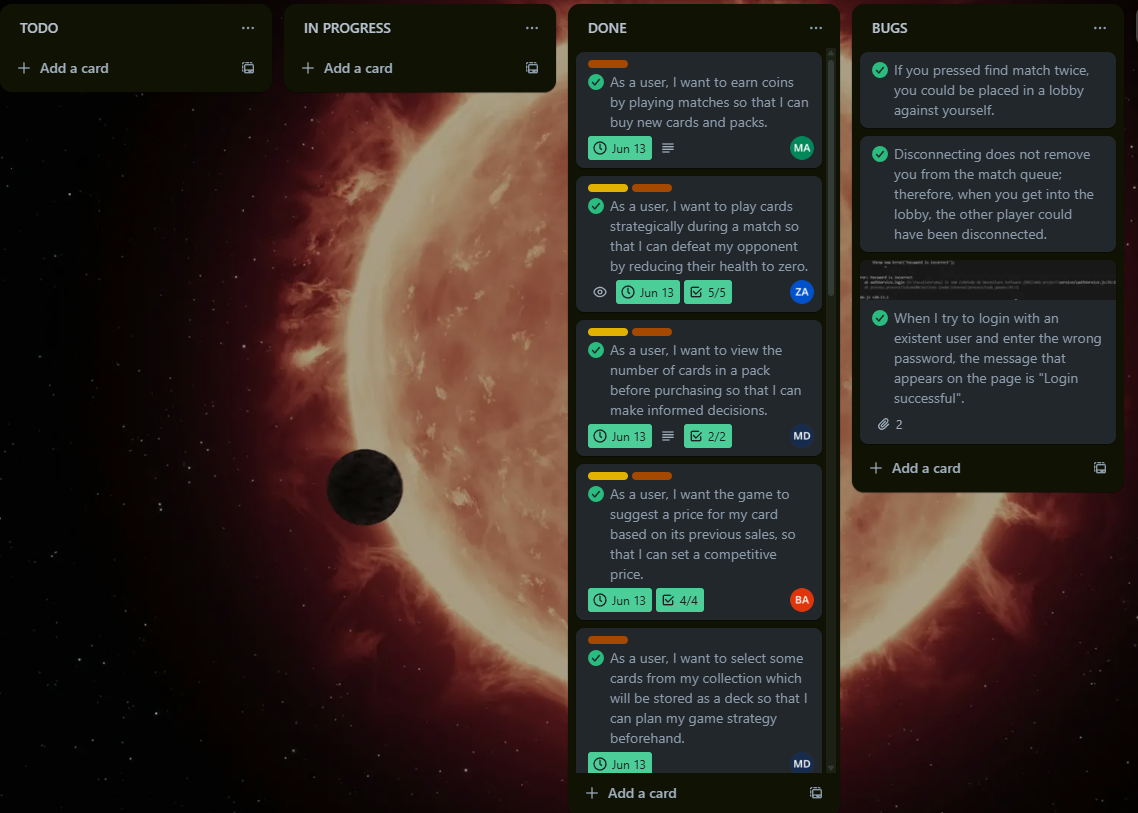 TODO
Add a card
IN PROGRESS
Add a card
DONE
As a user, I want to earn coins
by playing matches so that I can
buy new cards and packs.
Jun 13
MA
As a user, I want to play cards
strategically during a match so
that I can defeat my opponent
by reducing their health to zero.
Jun 13
5/5
ZA
As a user, I want to view the
number of cards in a pack
before purchasing so that I can
make informed decisions.
Jun 13
2/2
MD
As a user, I want the game to
suggest a price for my card
based on its previous sales, so
that I can set a competitive
price.
Jun 13
4/4
BA
As a user, I want to select some
cards from my collection which
will be stored as a deck so that I
can plan my game strategy
beforehand.
Jun 13
MD
Add a card
BUGS
If you pressed find match twice,
you could be placed in a lobby
against yourself.
Disconnecting does not remove
you from the match queue;
therefore, when you get into the
lobby, the other player could
have been disconnected.
throw new Error("Password is incorrect");
Password is incorrect
When I try to login with an
existent user and enter the wrong
password, the message that
appears on the page is "Login
successful".
2
Add a card